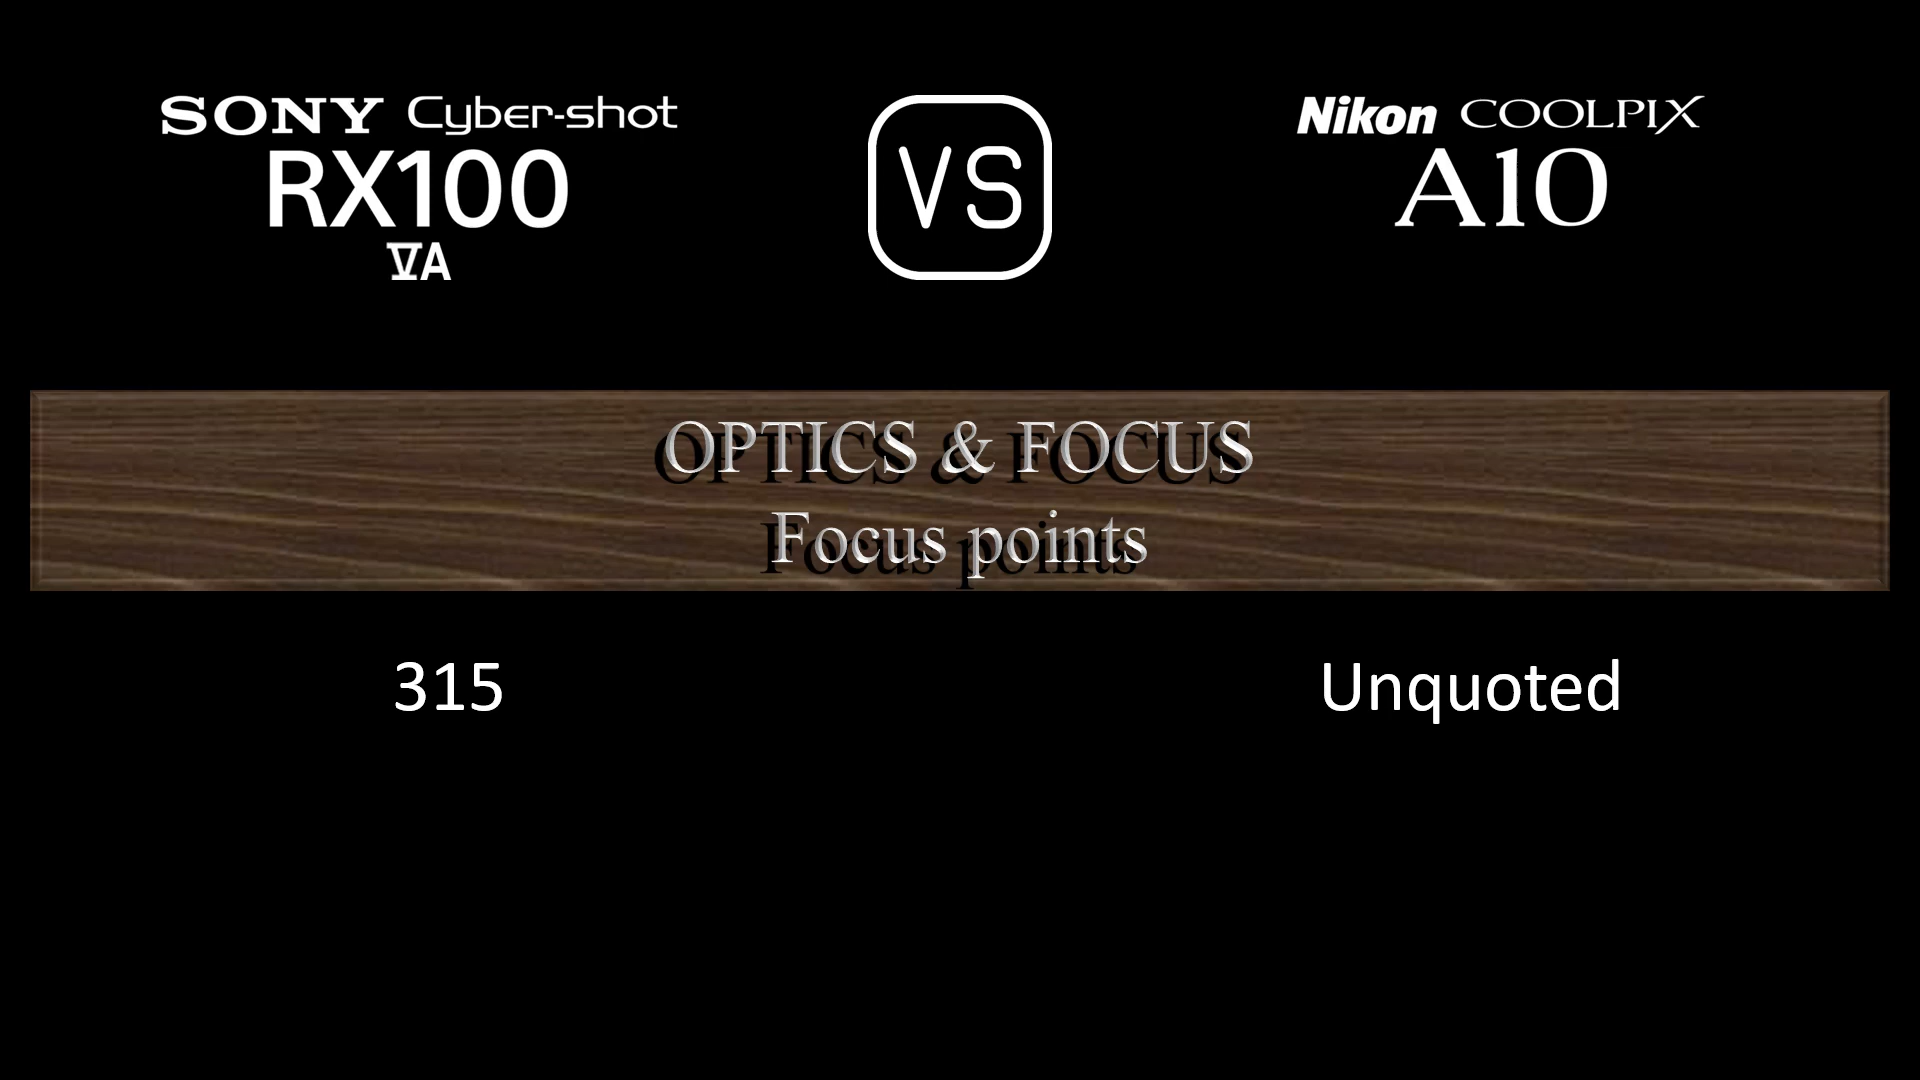 SONY Cyber-shot
RX100
VA
VS
Nikon COOLPIX
A10
OPTICS & FOCUS
Focus points
315
Unquoted